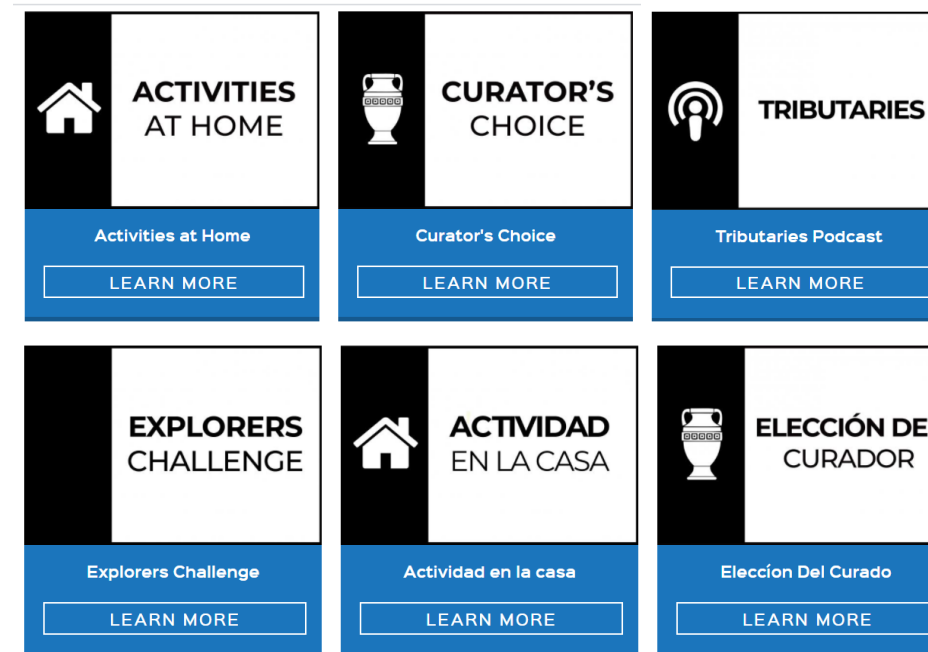 ACTIVITIES
AT HOME
Activities at Home
LEARN MORE
CURATOR'S
CHOICE
Curator's Choice
LEARN MORE
TRIBUTARIES
Tributaries Podcast
LEARN MORE
EXPLORERS
CHALLENGE
Explorers Challenge
LEARN MORE
ACTIVIDAD
EN LA CASA
Actividad en la casa
LEARN MORE
ELECCIÓN DE
CURADOR
Eleccíon Del Curado
LEARN MORE